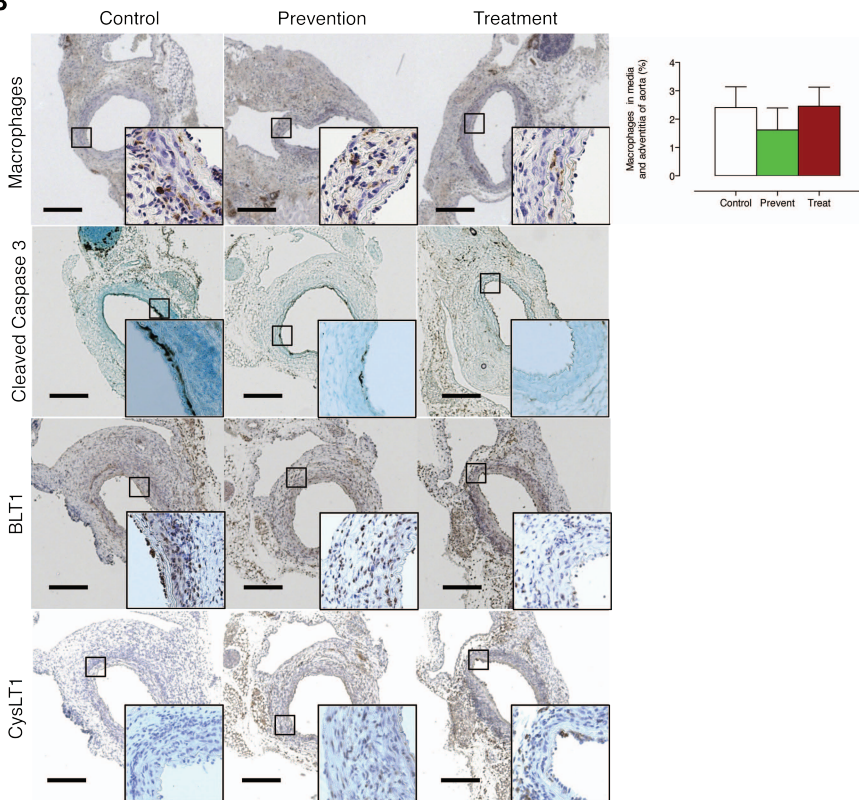 Control Prevention Treatment
Macrophages
Cleaved Caspase 3
BLT1
CysLT1
Macrophages in media
and adventitia of aorta (%)
4
3
2
1
0
Control Prevent Treat